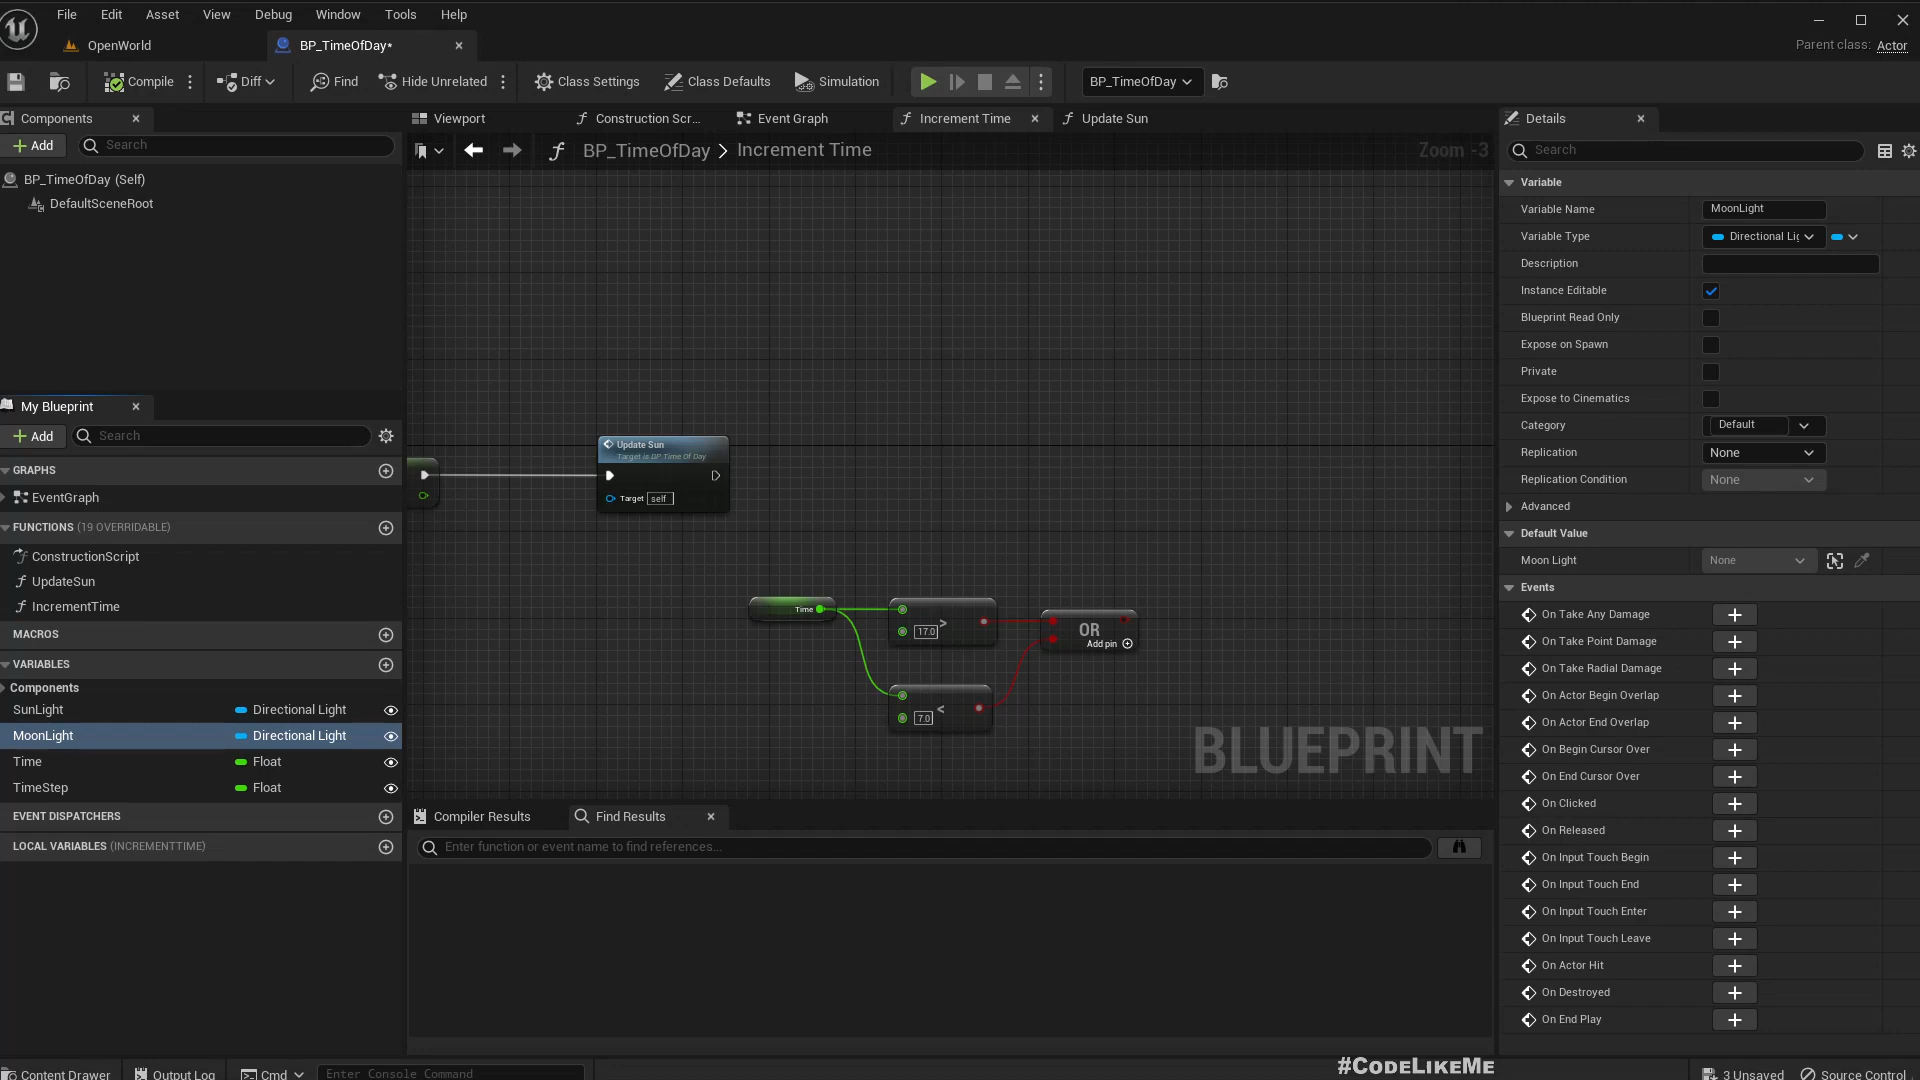 File Edit Asset View Debug Window Tools Help
OpenWorld
BP_TimeOfDay*
Parent class: Actor
Compile
Diff
Find
Hide Unrelated
Class Settings
Class Defaults
Simulation
BP_TimeOfDay
Components
Add
Search
BP_TimeOfDay (Self)
DefaultSceneRoot
My Blueprint
Add
Search
GRAPHS
EventGraph
FUNCTIONS (19 OVERRIDABLE)
ConstructionScript
UpdateSun
IncrementTime
MACROS
VARIABLES
Components
SunLight Directional Light
MoonLight Directional Light
Time Float
TimeStep Float
EVENT DISPATCHERS
LOCAL VARIABLES (INCREMENTTIME)
Viewport
Construction Scr...
Event Graph
Increment Time
Update Sun
BP_TimeOfDay > Increment Time
Zoom -3
Update Sun
Target is BP Time Of Day
Target self
Time
17.0 >
7.0 <
OR
Add pin
BLUEPRINT
Compiler Results
Find Results
Enter function or event name to find references...
Details
Search
Variable
Variable Name MoonLight
Variable Type Directional Lig
Description
Instance Editable
Blueprint Read Only
Expose on Spawn
Private
Expose to Cinematics
Category Default
Replication None
Replication Condition None
Advanced
Default Value
Moon Light None
Events
On Take Any Damage
On Take Point Damage
On Take Radial Damage
On Actor Begin Overlap
On Actor End Overlap
On Begin Cursor Over
On End Cursor Over
On Clicked
On Released
On Input Touch Begin
On Input Touch End
On Input Touch Enter
On Input Touch Leave
On Actor Hit
On Destroyed
On End Play
#CodeLikeMe
Content Drawer
Output Log
Cmd
Enter Console Command
3 Unsaved
Source Control